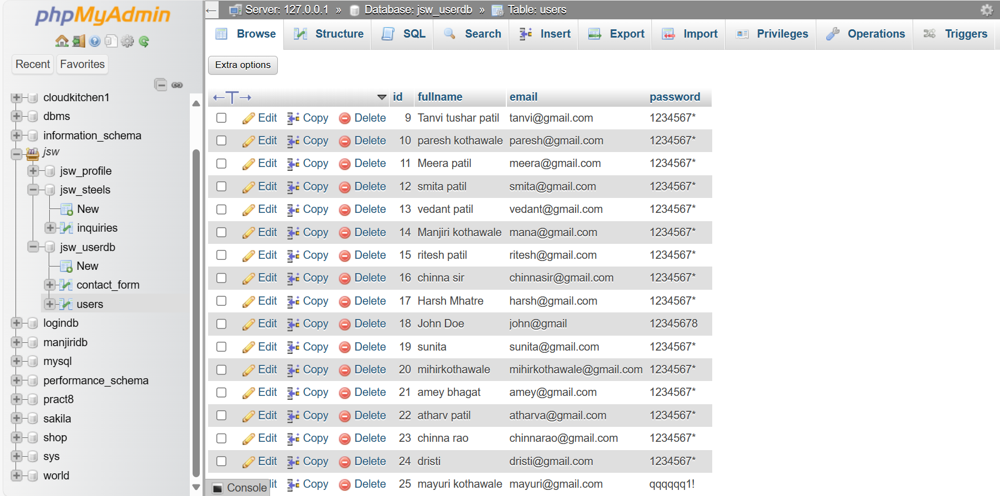 phpMyAdmin
Recent Favorites
cloudkitchen1
dbms
information_schema
jsw
jsw_profile
jsw_steels
New
inquiries
jsw_userdb
New
contact_form
users
logindb
manjiridb
mysql
performance_schema
pract8
sakila
shop
sys
world
Server: 127.0.0.1 » Database: jsw_userdb » Table: users
Browse Structure SQL Search Insert Export Import Privileges Operations Triggers
Extra options
←T→ id fullname email password
Edit Copy Delete 9 Tanvi tushar patil tanvi@gmail.com 1234567*
Edit Copy Delete 10 paresh kothawale paresh@gmail.com 1234567*
Edit Copy Delete 11 Meera patil meera@gmail.com 1234567*
Edit Copy Delete 12 smita patil smita@gmail.com 1234567*
Edit Copy Delete 13 vedant patil vedant@gmail.com 1234567*
Edit Copy Delete 14 Manjiri kothawale mana@gmail.com 1234567*
Edit Copy Delete 15 ritesh patil ritesh@gmail.com 1234567*
Edit Copy Delete 16 chinna sir chinnasir@gmail.com 1234567*
Edit Copy Delete 17 Harsh Mhatre harsh@gmail.com 1234567*
Edit Copy Delete 18 John Doe john@gmail 12345678
Edit Copy Delete 19 sunita sunita@gmail.com 1234567*
Edit Copy Delete 20 mihirkothawale mihirkothawale@gmail.com 1234567*
Edit Copy Delete 21 amey bhagat amey@gmail.com 1234567*
Edit Copy Delete 22 atharv patil atharva@gmail.com 1234567*
Edit Copy Delete 23 chinna rao chinnarao@gmail.com 1234567*
Edit Copy Delete 24 dristi dristi@gmail.com 1234567*
Console it Copy Delete 25 mayuri kothawale mayuri@gmail.com qqqqqq1!